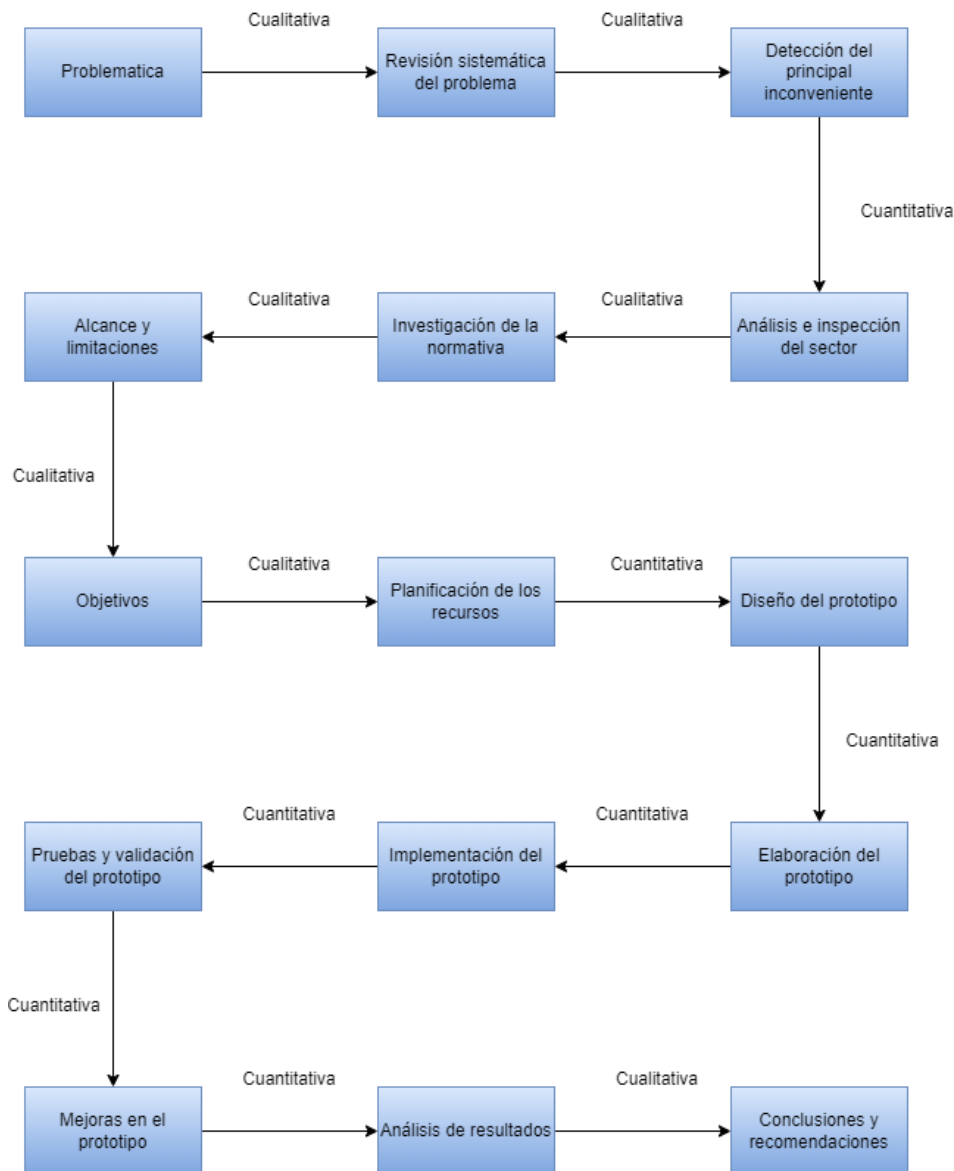 Cualitativa
Cualitativa
Problematica
Revisión sistemática
del problema
Detección del
principal
inconveniente
Cuantitativa
Cualitativa
Cualitativa
Alcance y
limitaciones
Investigación de la
normativa
Análisis e inspección
del sector
Cualitativa
Cualitativa
Cuantitativa
Objetivos
Planificación de los
recursos
Diseño del prototipo
Cuantitativa
Cuantitativa
Cuantitativa
Pruebas y validación
del prototipo
Implementación del
prototipo
Elaboración del
prototipo
Cuantitativa
Cuantitativa
Cualitativa
Mejoras en el
prototipo
Análisis de resultados
Conclusiones y
recomendaciones